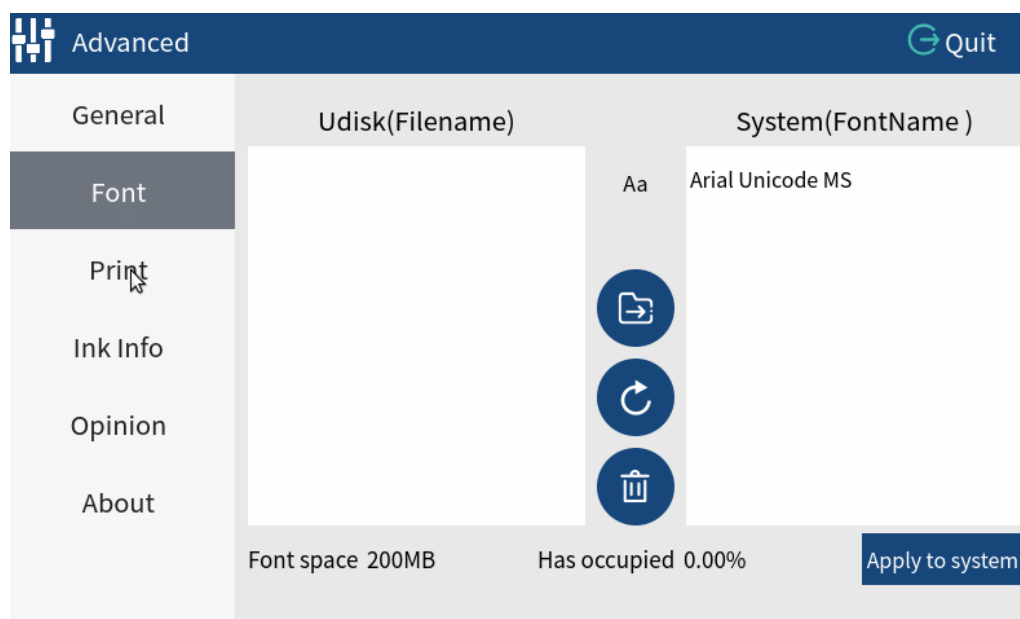 Advanced
Quit
General
Font
Print
Ink Info
Opinion
About
Udisk(Filename)
System(FontName )
Aa
Arial Unicode MS
Font space 200MB
Has occupied 0.00%
Apply to system